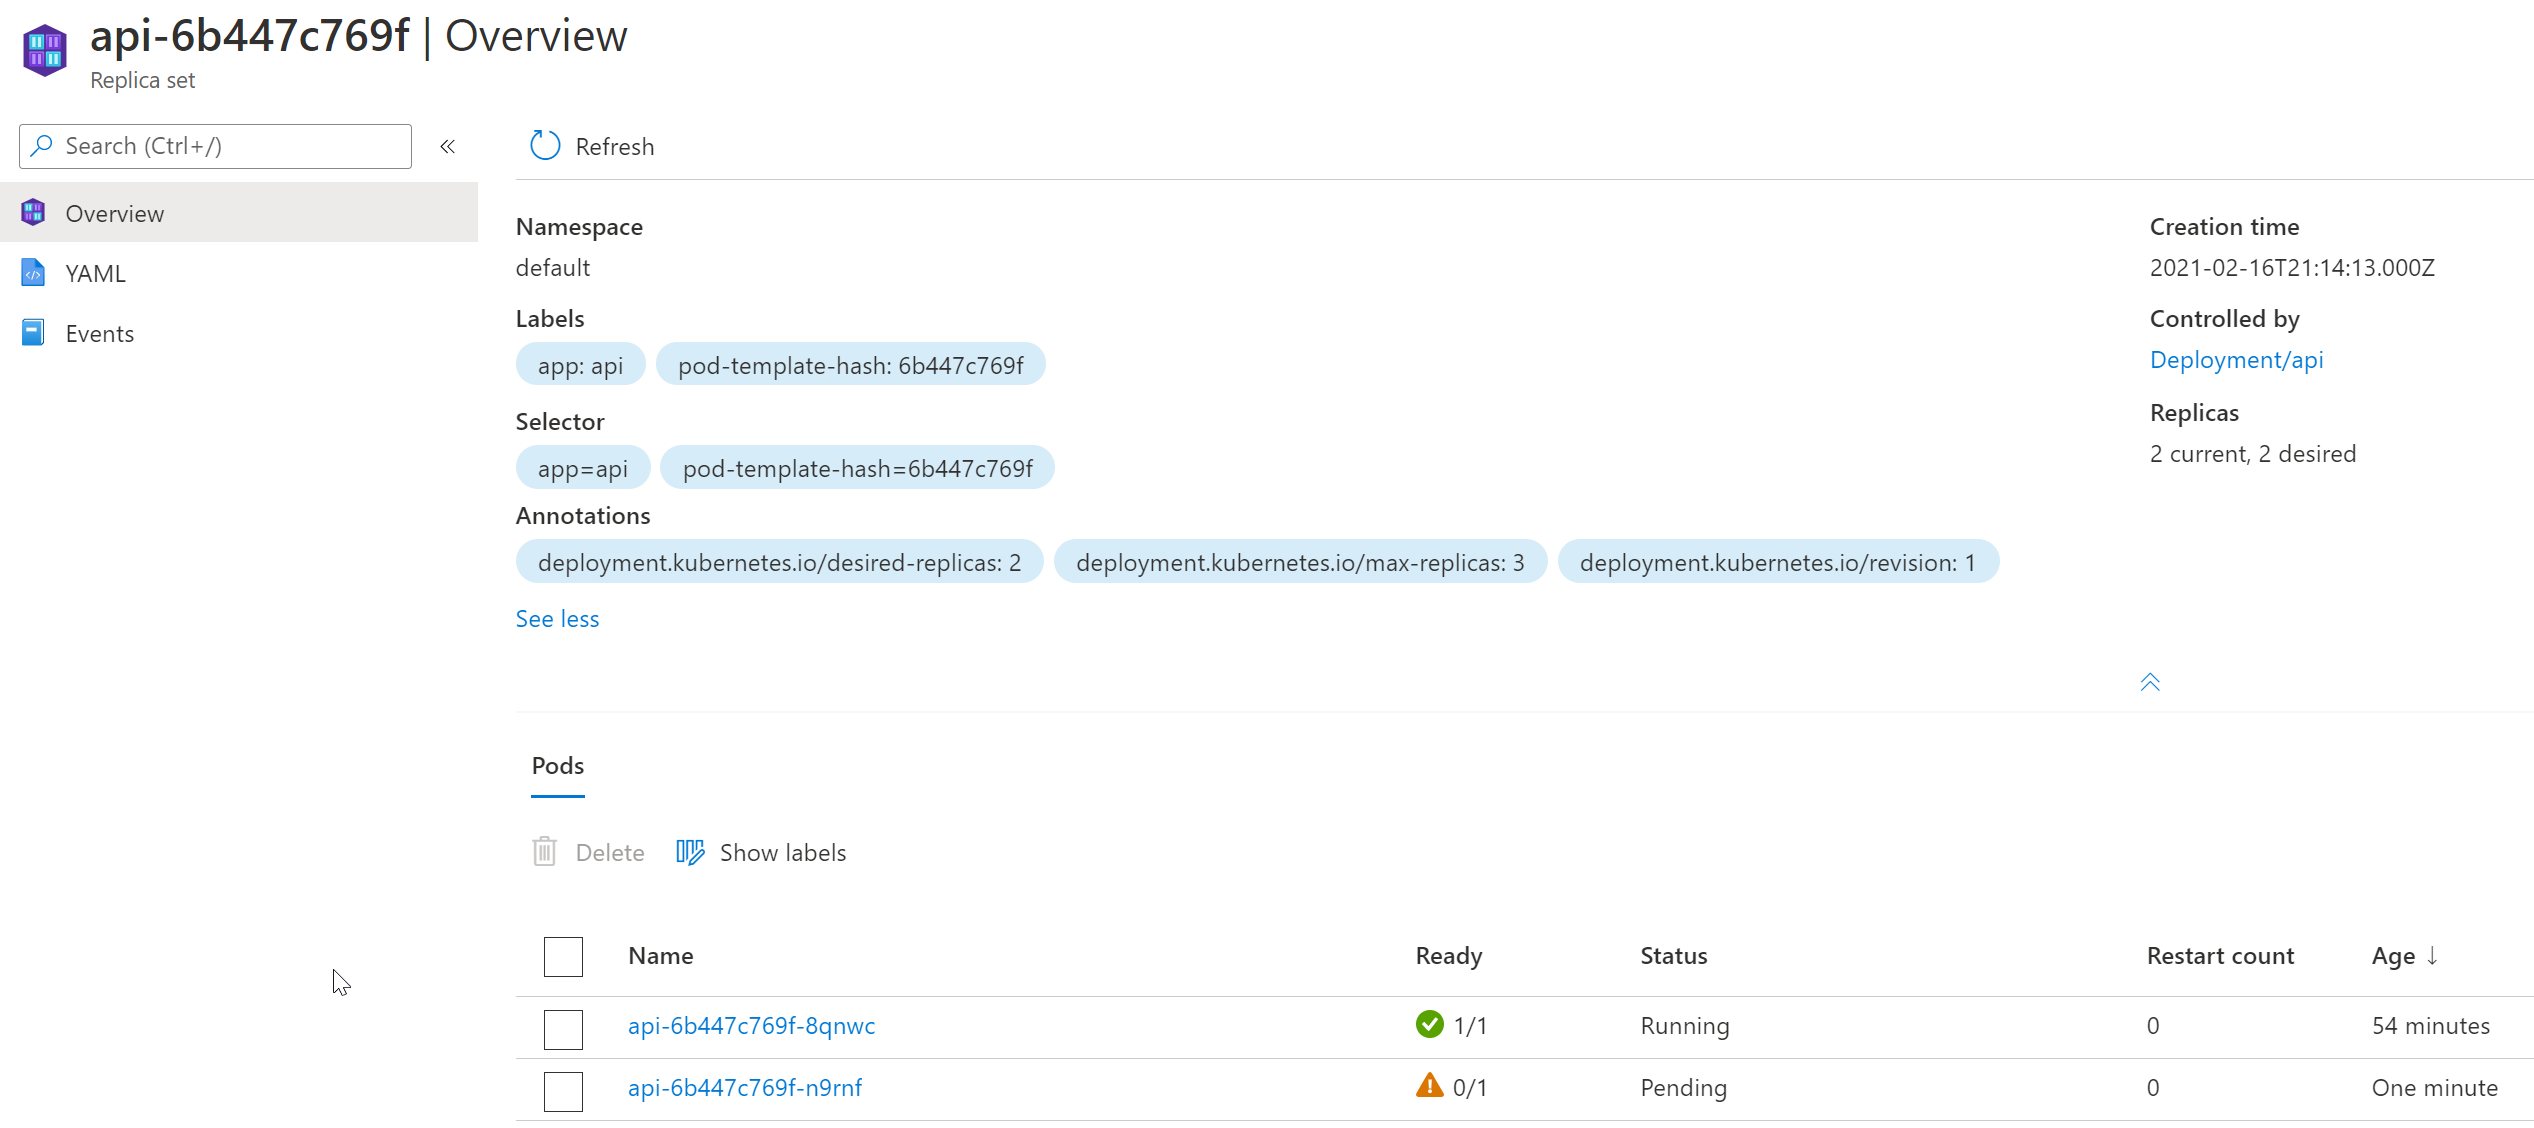 api-6b447c769f | Overview
Replica set
Search (Ctrl+/)
«
Refresh
Overview
YAML
Events
Namespace
default
Labels
app: api
pod-template-hash: 6b447c769f
Selector
app=api
pod-template-hash=6b447c769f
Annotations
deployment.kubernetes.io/desired-replicas: 2
deployment.kubernetes.io/max-replicas: 3
deployment.kubernetes.io/revision: 1
See less
Creation time
2021-02-16T21:14:13.000Z
Controlled by
Deployment/api
Replicas
2 current, 2 desired
Pods
Delete
Show labels
Name Ready Status Restart count Age ↓
api-6b447c769f-8qnwc 1/1 Running 0 54 minutes
api-6b447c769f-n9rnf 0/1 Pending 0 One minute